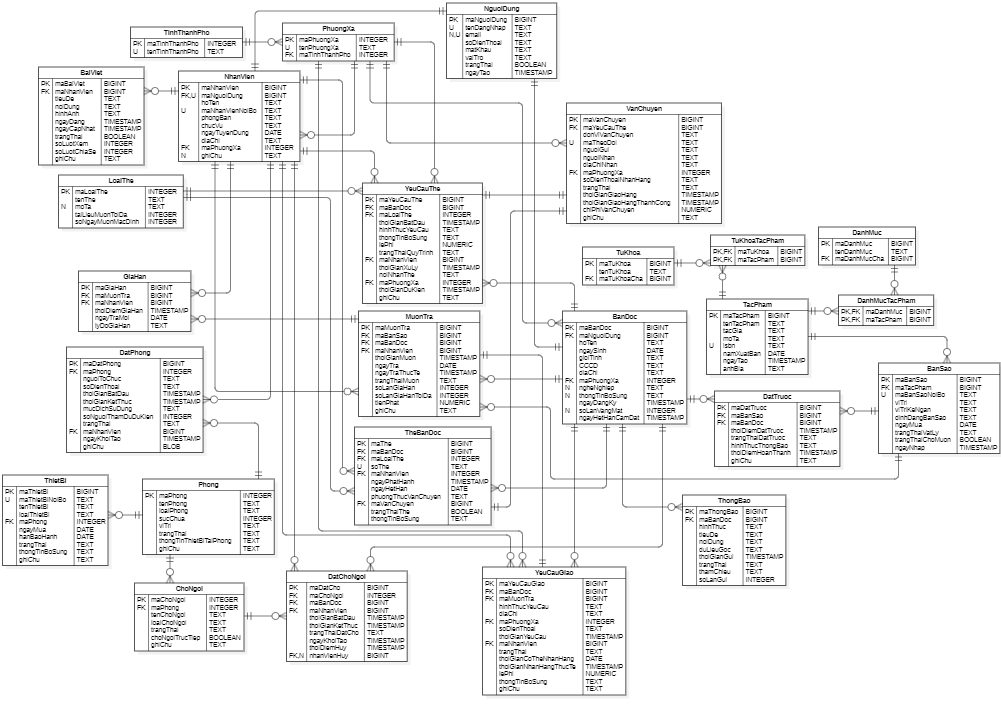 NguoiDung
PK maNguoiDung BIGINT
U tenDangNhap TEXT
N,U email TEXT
soDienThoai TEXT
matKhau TEXT
vaiTro TEXT
trangThai BOOLEAN
ngayTao TIMESTAMP
TinhThanhPho
PK maTinhThanhPho INTEGER
U tenTinhThanhPho TEXT
PhuongXa
PK maPhuongXa INTEGER
U tenPhuongXa TEXT
FK maTinhThanhPho INTEGER
BaiViet
PK maBaiViet BIGINT
FK maNhanVien BIGINT
tieuDe TEXT
noiDung TEXT
hinhAnh TEXT
ngayDang TIMESTAMP
ngayCapNhat TIMESTAMP
trangThai BOOLEAN
soLuotXem INTEGER
soLuotChiaSe INTEGER
ghiChu TEXT
NhanVien
PK maNhanVien BIGINT
FK,U maNguoiDung BIGINT
hoTen TEXT
U maNhanVienNoiBo TEXT
phongBan TEXT
chucVu TEXT
ngayTuyenDung DATE
diaChi TEXT
FK maPhuongXa INTEGER
N ghiChu TEXT
VanChuyen
PK maVanChuyen BIGINT
FK maYeuCauThe BIGINT
donViVanChuyen TEXT
U maTheoDoi TEXT
nguoiGui TEXT
nguoiNhan TEXT
diaChiNhan TEXT
FK maPhuongXa INTEGER
soDienThoaiNhanHang TEXT
trangThai TEXT
thoiGianGiaoHang TIMESTAMP
thoiGianGiaoHangThanhCong TIMESTAMP
chiPhiVanChuyen NUMERIC
ghiChu TEXT
LoaiThe
PK maLoaiThe INTEGER
tenThe TEXT
N moTa TEXT
taiLieuMuonToiDa INTEGER
soNgayMuonMacDinh INTEGER
YeuCauThe
PK maYeuCauThe BIGINT
FK maBanDoc BIGINT
FK maLoaiThe INTEGER
thoiGianBatDau TIMESTAMP
hinhThucYeuCau TEXT
thongTinBoSung TEXT
lePhi NUMERIC
trangThaiQuyTrinh TEXT
FK maNhanVien BIGINT
thoiGianXuLy TIMESTAMP
noiNhanThe TEXT
FK maPhuongXa INTEGER
thoiGianDuKien TIMESTAMP
ghiChu TEXT
TuKhoa
PK maTuKhoa BIGINT
tenTuKhoa TEXT
FK maTuKhoaCha BIGINT
TuKhoaTacPham
PK,FK maTuKhoa BIGINT
PK,FK maTacPham BIGINT
DanhMuc
PK maDanhMuc BIGINT
tenDanhMuc TEXT
FK maDanhMucCha BIGINT
GiaHan
PK maGiaHan BIGINT
FK maMuonTra BIGINT
FK maNhanVien BIGINT
thoiDiemGiaHan TIMESTAMP
ngayTraMoi DATE
lyDoGiaHan TEXT
MuonTra
PK maMuonTra BIGINT
FK maBanSao BIGINT
FK maBanDoc BIGINT
FK maNhanVien BIGINT
thoiGianMuon TIMESTAMP
ngayTra DATE
ngayTraThucTe TIMESTAMP
trangThaiMuon TEXT
soLanGiaHan INTEGER
soLanGiaHanToiDa INTEGER
tienPhat NUMERIC
ghiChu TEXT
BanDoc
PK maBanDoc BIGINT
FK maNguoiDung BIGINT
hoTen TEXT
ngaySinh DATE
gioiTinh TEXT
CCCD TEXT
diaChi TEXT
FK maPhuongXa INTEGER
N ngheNghiep TEXT
N thongTinBoSung TEXT
ngayDangKy TIMESTAMP
N soLanVangMat INTEGER
ngayHetHanCamDat TIMESTAMP
TacPham
PK maTacPham BIGINT
tenTacPham TEXT
tacGia TEXT
moTa TEXT
U isbn TEXT
namXuatBan DATE
ngayTao TIMESTAMP
anhBia TEXT
DanhMucTacPham
PK,FK maDanhMuc BIGINT
PK,FK maTacPham BIGINT
DatPhong
PK maDatPhong BIGINT
FK maPhong INTEGER
nguoiToChuc TEXT
soDienThoai TEXT
thoiGianBatDau TIMESTAMP
thoiGianKetThuc TIMESTAMP
mucDichSuDung TEXT
soNguoiThamDuDuKien INTEGER
trangThai TEXT
FK maNhanVien BIGINT
ngayKhoiTao TIMESTAMP
ghiChu BLOB
BanSao
PK maBanSao BIGINT
FK maTacPham BIGINT
U maBanSaoNoiBo TEXT
viTri TEXT
viTriKeNgan TEXT
dinhDangBanSao TEXT
ngayMua DATE
trangThaiVatLy TEXT
trangThaiChoMuon BOOLEAN
ngayNhap TIMESTAMP
DatTruoc
PK maDatTruoc BIGINT
FK maBanSao BIGINT
FK maBanDoc BIGINT
thoiDiemDatTruoc TIMESTAMP
trangThaiDatTruoc TEXT
hinhThucThongBao TEXT
thoiDiemHoanThanh TIMESTAMP
ghiChu TEXT
TheBanDoc
PK maThe BIGINT
FK maBanDoc BIGINT
FK maLoaiThe INTEGER
U soThe TEXT
FK maNhanVien INTEGER
ngayPhatHanh TIMESTAMP
ngayHetHan DATE
phuongThucVanChuyen TEXT
FK maVanChuyen BIGINT
trangThaiThe BOOLEAN
thongTinBoSung TEXT
ThietBi
PK maThietBi BIGINT
U maThietBiNoiBo TEXT
tenThietBi TEXT
loaiThietBi TEXT
FK maPhong INTEGER
ngayMua DATE
hanBaoHanh DATE
trangThai TEXT
thongTinBoSung TEXT
ghiChu TEXT
Phong
PK maPhong INTEGER
tenPhong TEXT
loaiPhong TEXT
sucChua INTEGER
viTri TEXT
trangThai TEXT
thongTinThietBiTaiPhong TEXT
ghiChu TEXT
ThongBao
PK maThongBao BIGINT
FK maBanDoc BIGINT
hinhThuc TEXT
tieuDe TEXT
noiDung TEXT
duLieuGoc TEXT
thoiGianGui TIMESTAMP
trangThai TEXT
thamChieu TEXT
soLanGui INTEGER
ChoNgoi
PK maChoNgoi INTEGER
FK maPhong INTEGER
tenChoNgoi TEXT
loaiChoNgoi TEXT
trangThai TEXT
choNgoiTrucTiep BOOLEAN
ghiChu TEXT
DatChoNgoi
PK maDatCho BIGINT
FK maChoNgoi INTEGER
FK maBanDoc BIGINT
FK maNhanVien BIGINT
thoiGianBatDau TIMESTAMP
thoiGianKetThuc TIMESTAMP
trangThaiDatCho TEXT
ngayKhoiTao TIMESTAMP
thoiDiemHuy TIMESTAMP
FK,N nhanVienHuy BIGINT
YeuCauGiao
PK maYeuCauGiao BIGINT
FK maBanDoc BIGINT
FK maMuonTra BIGINT
hinhThucYeuCau TEXT
diaChi TEXT
FK maPhuongXa INTEGER
soDienThoai TEXT
thoiGianYeuCau TIMESTAMP
FK maNhanVien BIGINT
trangThai TEXT
thoiGianCoTheNhanHang DATE
thoiGianNhanHangThucTe TIMESTAMP
lePhi NUMERIC
thongTinBoSung TEXT
ghiChu TEXT